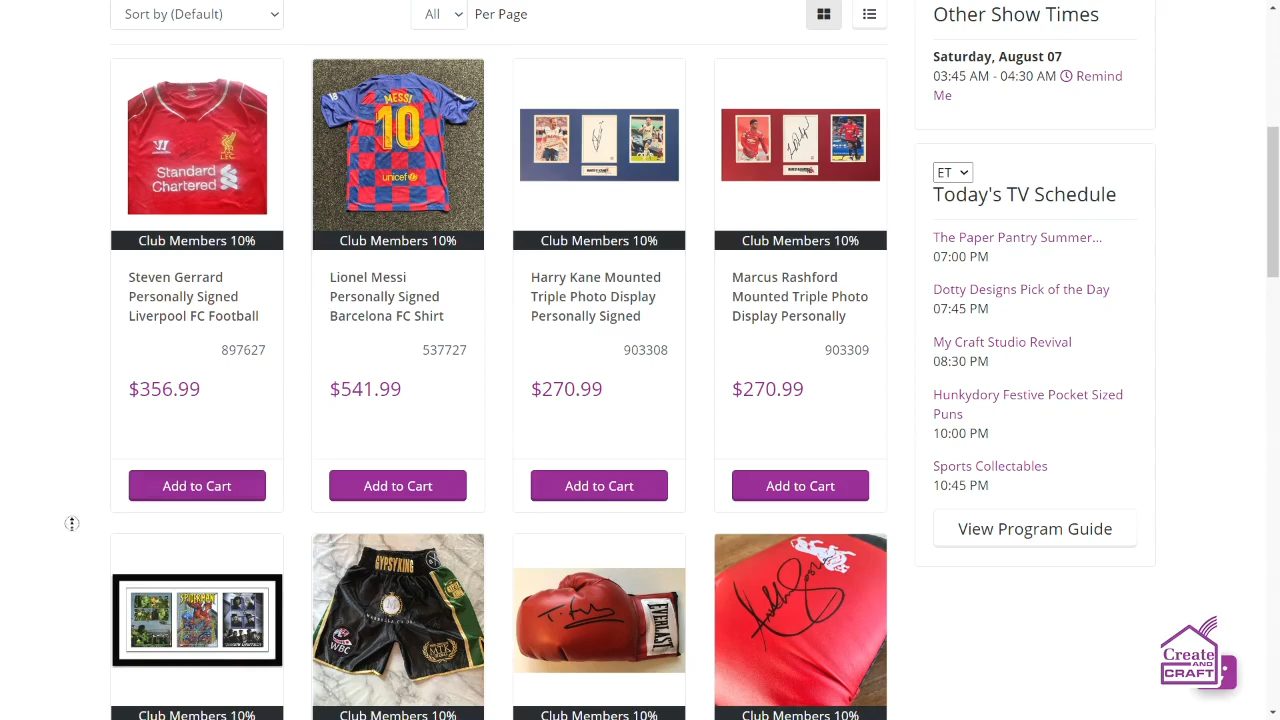 Sort by (Default)
All
Per Page
Other Show Times
Saturday, August 07
03:45 AM - 04:30 AM Remind
Me
ET
Today's TV Schedule
The Paper Pantry Summer...
07:00 PM
Dotty Designs Pick of the Day
07:45 PM
My Craft Studio Revival
08:30 PM
Hunkydory Festive Pocket Sized
Puns
10:00 PM
Sports Collectables
10:45 PM
View Program Guide
Standard
Chartered
L.F.C.
MESSI
10
unicef
Club Members 10%
Club Members 10%
Club Members 10%
Club Members 10%
Steven Gerrard
Personally Signed
Liverpool FC Football
897627
$356.99
Add to Cart
Lionel Messi
Personally Signed
Barcelona FC Shirt
537727
$541.99
Add to Cart
Harry Kane Mounted
Triple Photo Display
Personally Signed
903308
$270.99
Add to Cart
Marcus Rashford
Mounted Triple Photo
Display Personally
903309
$270.99
Add to Cart
SPIDER-MAN
GYPSYKING
M
WBC
MTK
EVERLAST
Club Members 10%
Club Members 10%
Club Members 10%
Club Members 10%
Create
AND
CRAFT